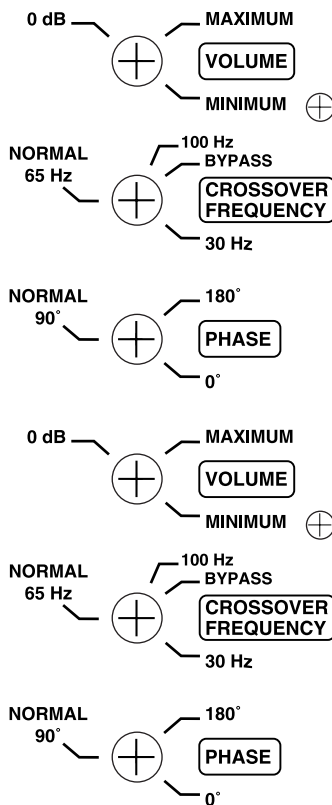 0 dB
MAXIMUM
VOLUME
MINIMUM
100 Hz
NORMAL
BYPASS
65 Hz
CROSSOVER
FREQUENCY
30 Hz
NORMAL
180°
90°
PHASE
0°
0 dB
MAXIMUM
VOLUME
MINIMUM
100 Hz
NORMAL
BYPASS
65 Hz
CROSSOVER
FREQUENCY
30 Hz
NORMAL
180°
90°
PHASE
0°